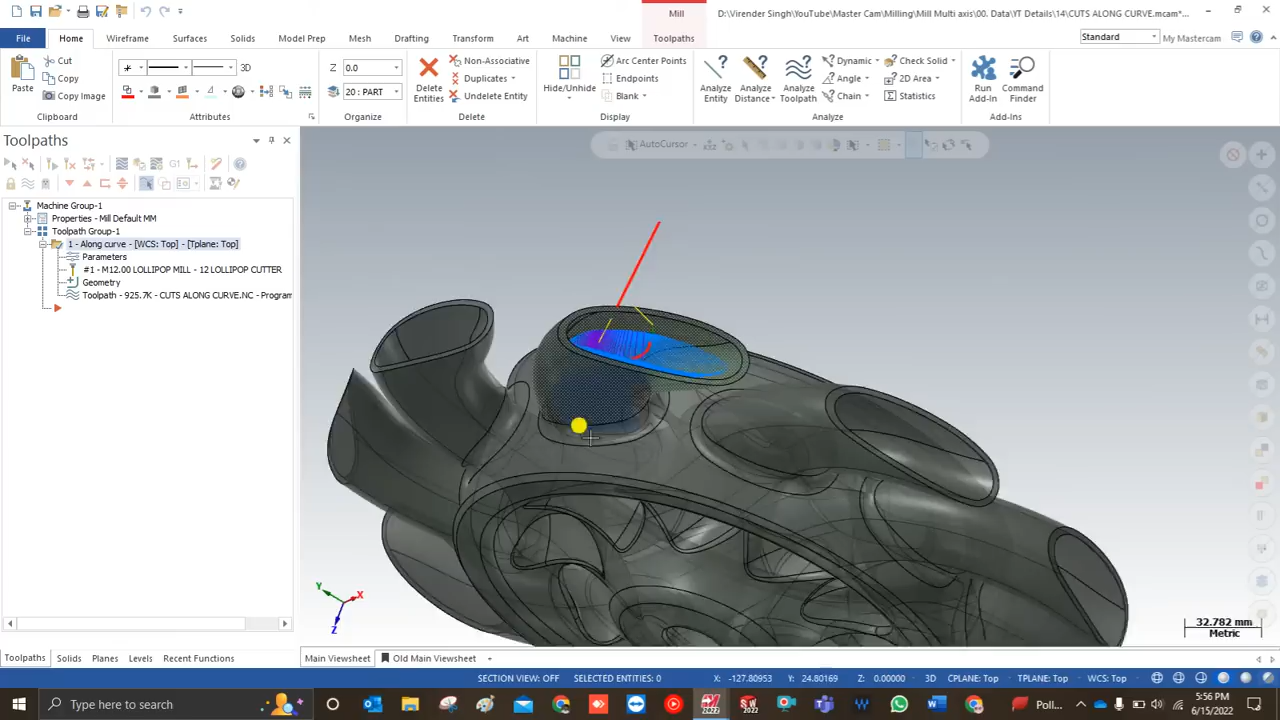 Mill
D:\Virender Singh\YouTube\Master Cam\Milling\Mill Multi axis\00. Data\YT Details\14\CUTS ALONG CURVE.mcam*...
File Home Wireframe Surfaces Solids Model Prep Mesh Drafting Transform Art Machine View Toolpaths
Standard My Mastercam
Paste
Cut
Copy
Copy Image
Clipboard
3D
Attributes
Z 0.0
20 : PART
Organize
Delete
Entities
Non-Associative
Duplicates
Undelete Entity
Delete
Hide/Unhide
Arc Center Points
Endpoints
Blank
Display
Analyze
Entity
Analyze
Distance
Analyze
Toolpath
Dynamic
Angle
Chain
Check Solid
2D Area
Statistics
Analyze
Run
Add-In
Command
Finder
Add-Ins
Toolpaths
AutoCursor
G1
Machine Group-1
Properties - Mill Default MM
Toolpath Group-1
1 - Along curve - [WCS: Top] - [Tplane: Top]
Parameters
#1 - M12.00 LOLLIPOP MILL - 12 LOLLIPOP CUTTER
Geometry
Toolpath - 925.7K - CUTS ALONG CURVE.NC - Program
Y X
Z
32.782 mm
Metric
Toolpaths Solids Planes Levels Recent Functions
Main Viewsheet Old Main Viewsheet +
SECTION VIEW: OFF SELECTED ENTITIES: 0 X: -127.80953 Y: 24.80169 Z: 0.00000 3D CPLANE: TOP TPLANE: TOP WCS: TOP
Type here to search
2022
SW
2022
Poll...
5:56 PM
6/15/2022